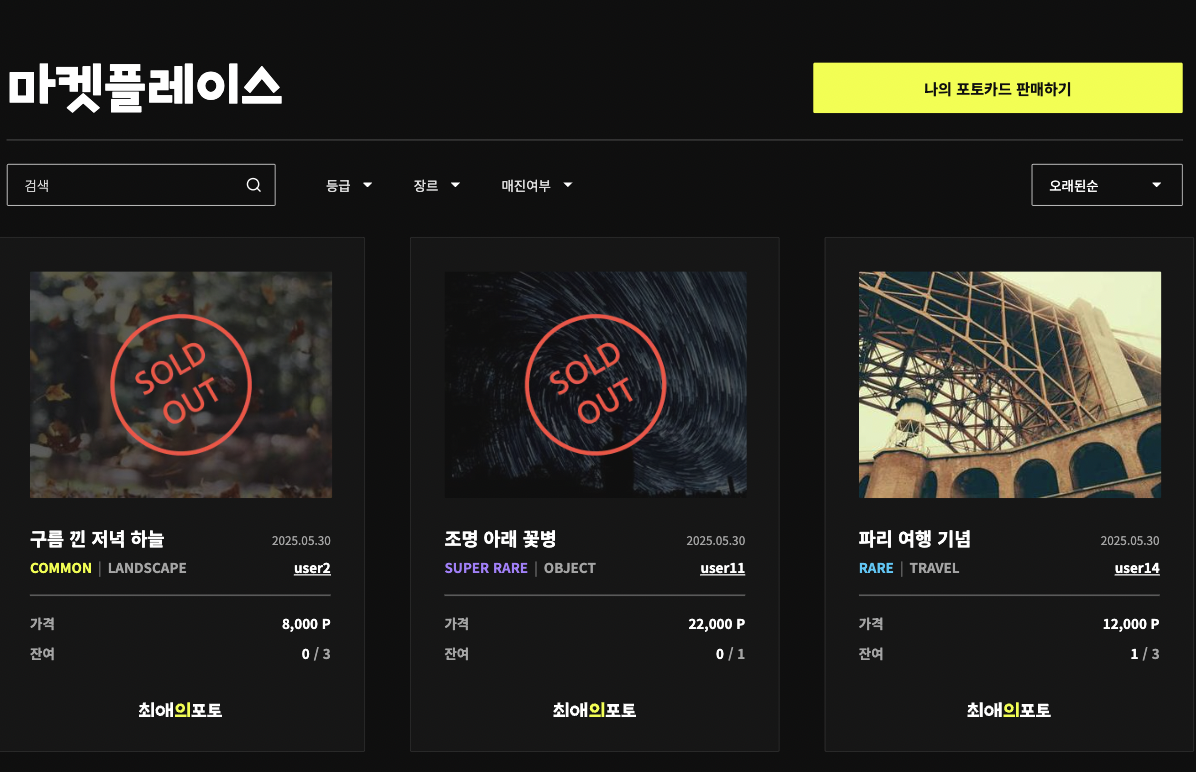 마켓플레이스
나의 포토카드 판매하기
검색
등급
장르
매진여부
오래된순
SOLD
OUT
구름 낀 저녁 하늘
2025.05.30
COMMON | LANDSCAPE
user2
가격
8,000 P
잔여
0 / 3
최애의포토
SOLD
OUT
조명 아래 꽃병
2025.05.30
SUPER RARE | OBJECT
user11
가격
22,000 P
잔여
0 / 1
최애의포토
파리 여행 기념
2025.05.30
RARE | TRAVEL
user14
가격
12,000 P
잔여
1 / 3
최애의포토